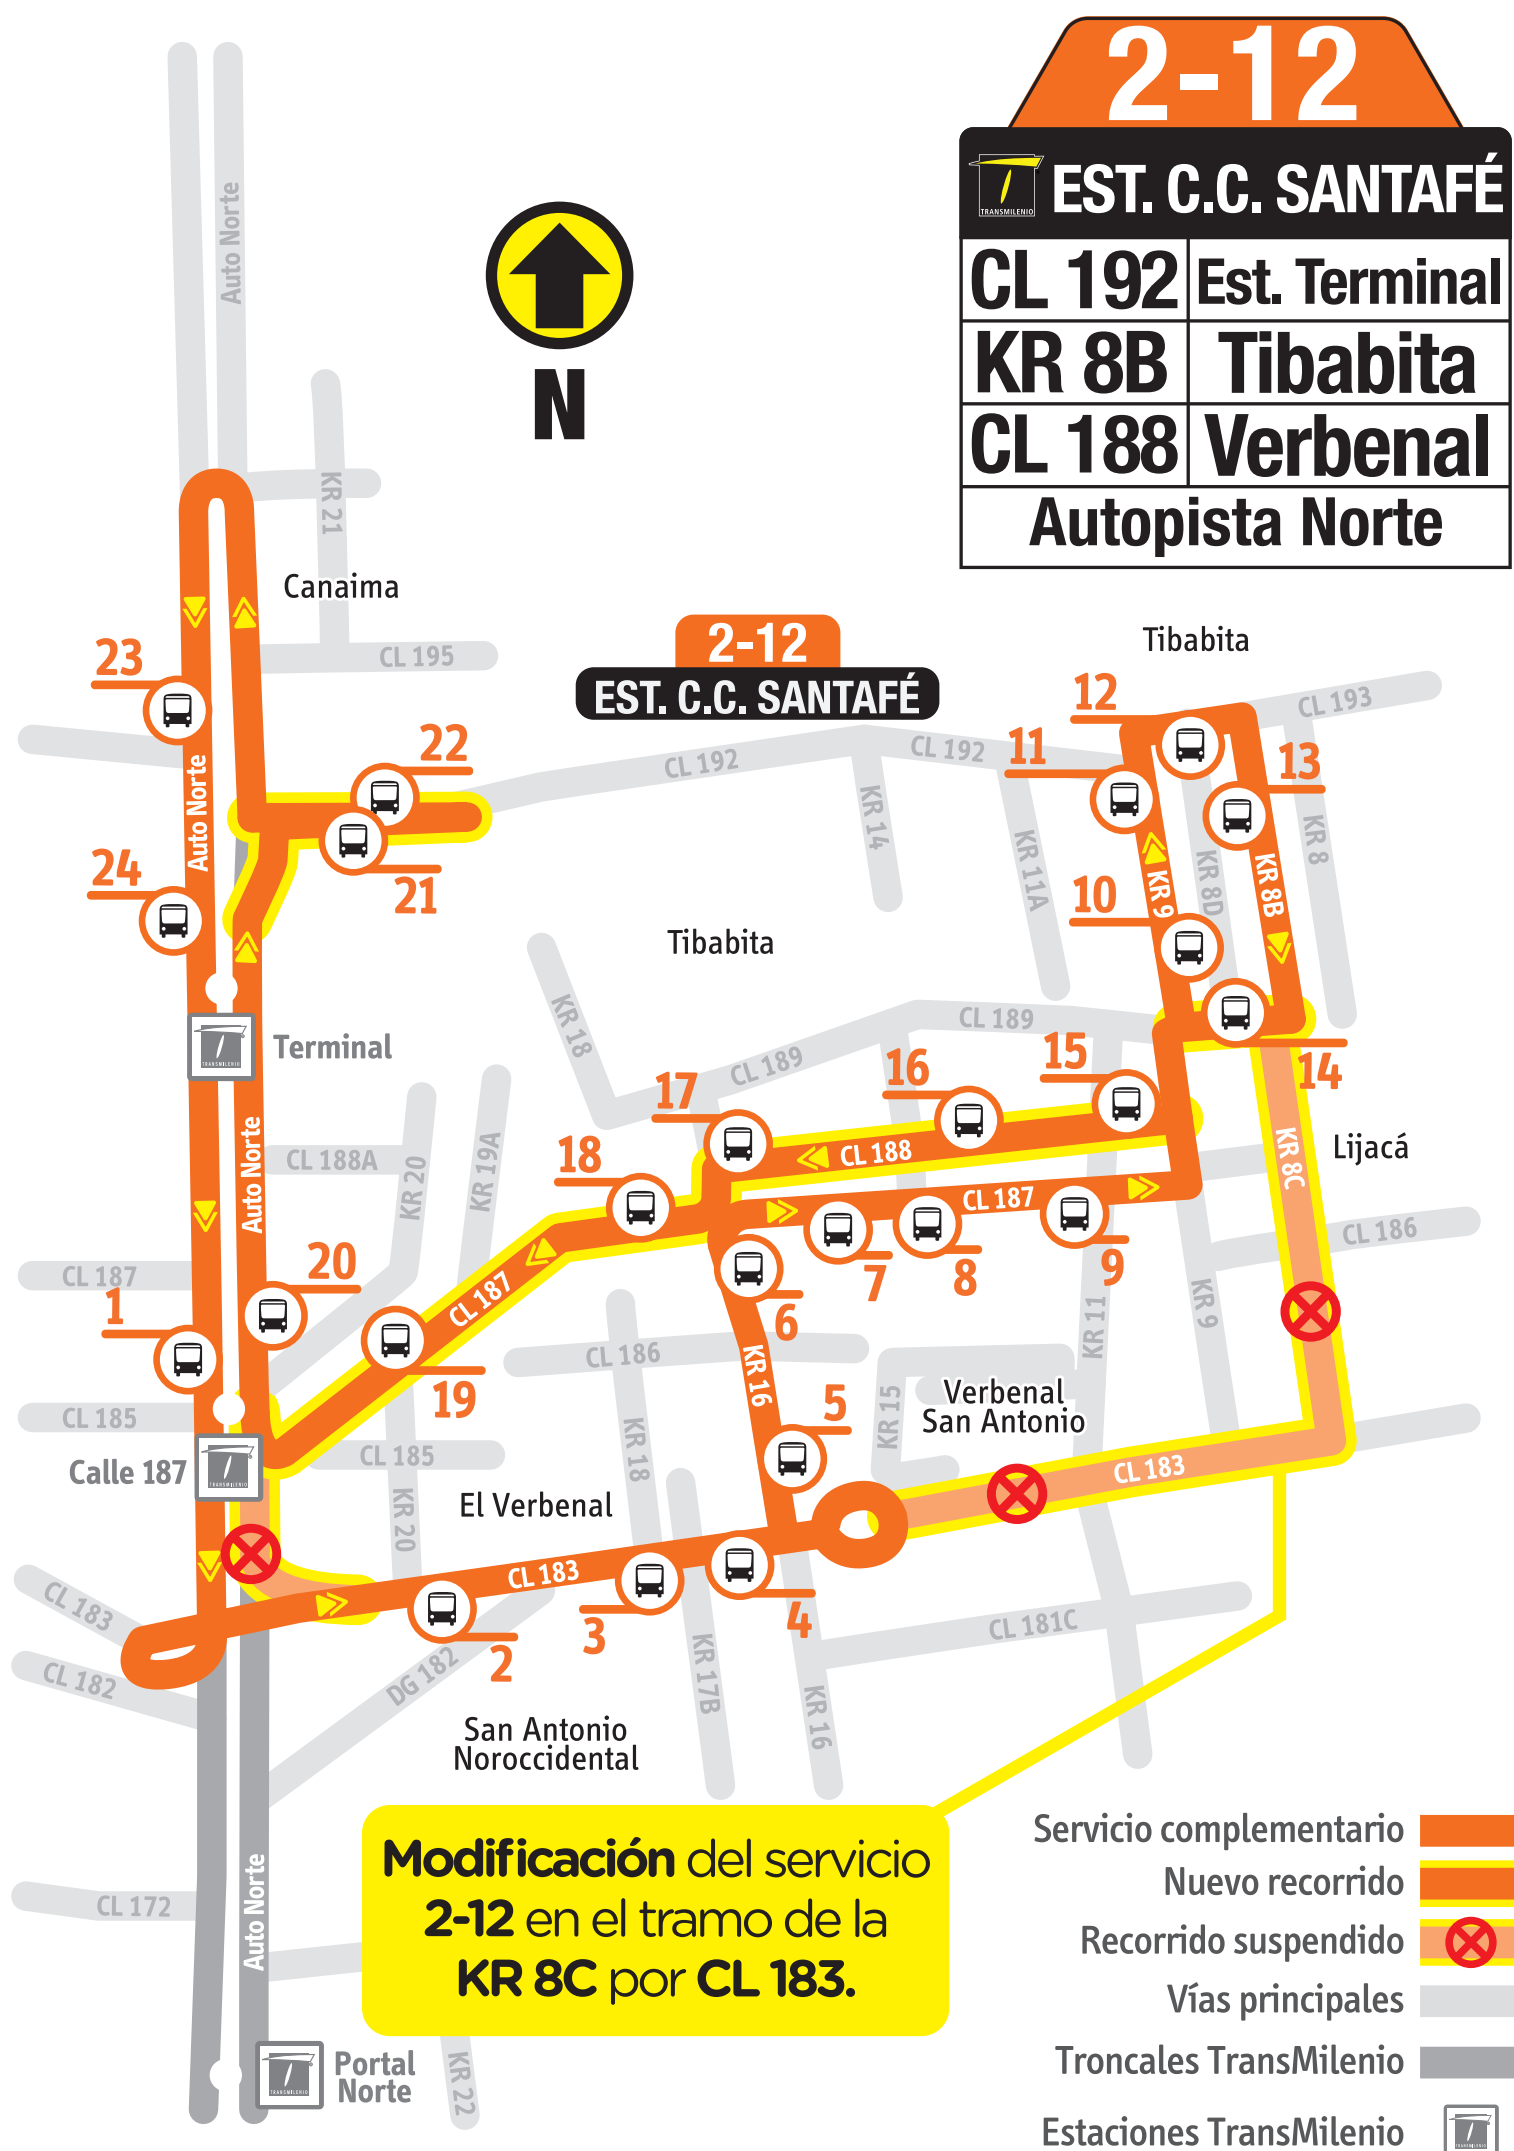 2-12
TRANSMILENIO
EST. C.C. SANTAFÉ
CL 192 Est. Terminal
KR 8B Tibabita
CL 188 Verbenal
Autopista Norte
N
Auto Norte
KR 21
Canaima
CL 195
2-12
EST. C.C. SANTAFÉ
Tibabita
23
22
12
11
13
CL 193
CL 192
CL 192
Auto Norte
KR 14
KR 11A
KR 8
24
21
10
KR 9
KR 8D
KR 8B
Tibabita
KR 18
Terminal
TRANSMILENIO
CL 189
CL 189
17
16
15
14
Auto Norte
CL 188A
KR 20
KR 19A
18
CL 188
KR 8C
Lijacá
CL 187
CL 187
CL 186
CL 187
1
20
7
8
9
6
KR 11
KR 9
CL 186
KR 16
19
5
KR 15
Verbenal
San Antonio
CL 185
CL 185
KR 18
CL 183
Calle 187
TRANSMILENIO
KR 20
El Verbenal
CL 183
CL 183
2
3
4
CL 181C
CL 182
DG 182
KR 17B
KR 16
San Antonio
Noroccidental
Modificación del servicio
2-12 en el tramo de la
KR 8C por CL 183.
CL 172
Auto Norte
Portal
Norte
TRANSMILENIO
KR 22
Servicio complementario
Nuevo recorrido
Recorrido suspendido
Vías principales
Troncales TransMilenio
Estaciones TransMilenio
TRANSMILENIO